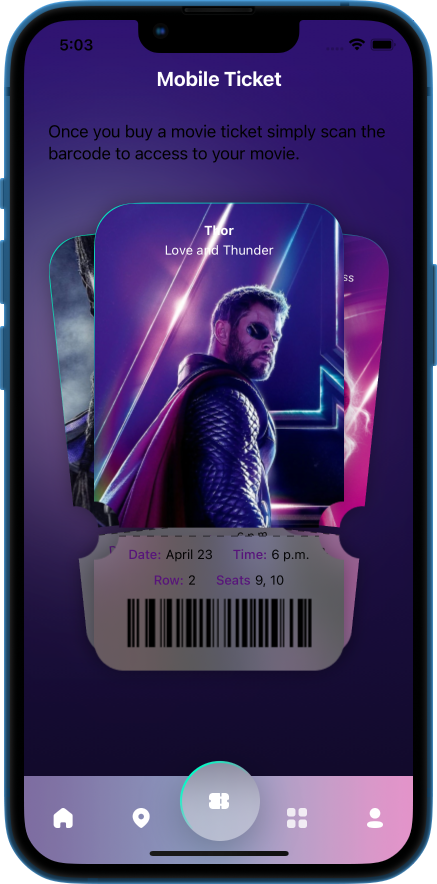 5:03
Mobile Ticket
Once you buy a movie ticket simply scan the
barcode to access to your movie.
Thor
Love and Thunder
ss
Date: April 23 Time: 6 p.m.
Row: 2 Seats 9, 10